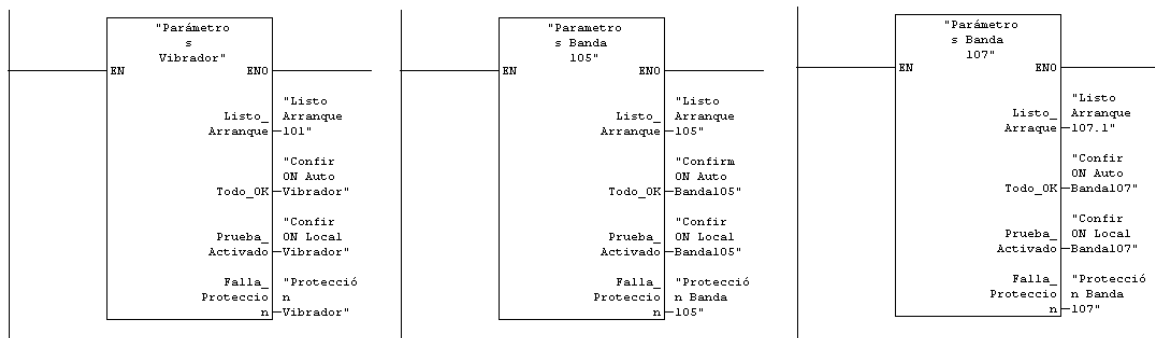 "Parámetro
s
Vibrador"
EN ENO
"Listo
Listo_ Arranque
Arranque 101"
"Confir
ON Auto
Todo_OK Vibrador"
"Confir
Prueba_ ON Local
Activado Vibrador"
Falla_ "Protecció
Proteccio n
n Vibrador"
"Parametro
s Banda
105"
EN ENO
"Listo
Listo_ Arranque
Arranque 105"
"Confirm
ON Auto
Todo_OK Banda105"
"Confir
Prueba_ ON Local
Activado Banda105"
Falla_ "Protecció
Proteccio n Banda
n 105"
"Parámetro
s Banda
107"
EN ENO
"Listo
Listo_ Arranque
Arraque 107.1"
"Confir
ON Auto
Todo_OK Banda107"
"Confir
Prueba_ ON Local
Activado Banda107"
Falla_ "Protecció
Proteccio n Banda
n 107"